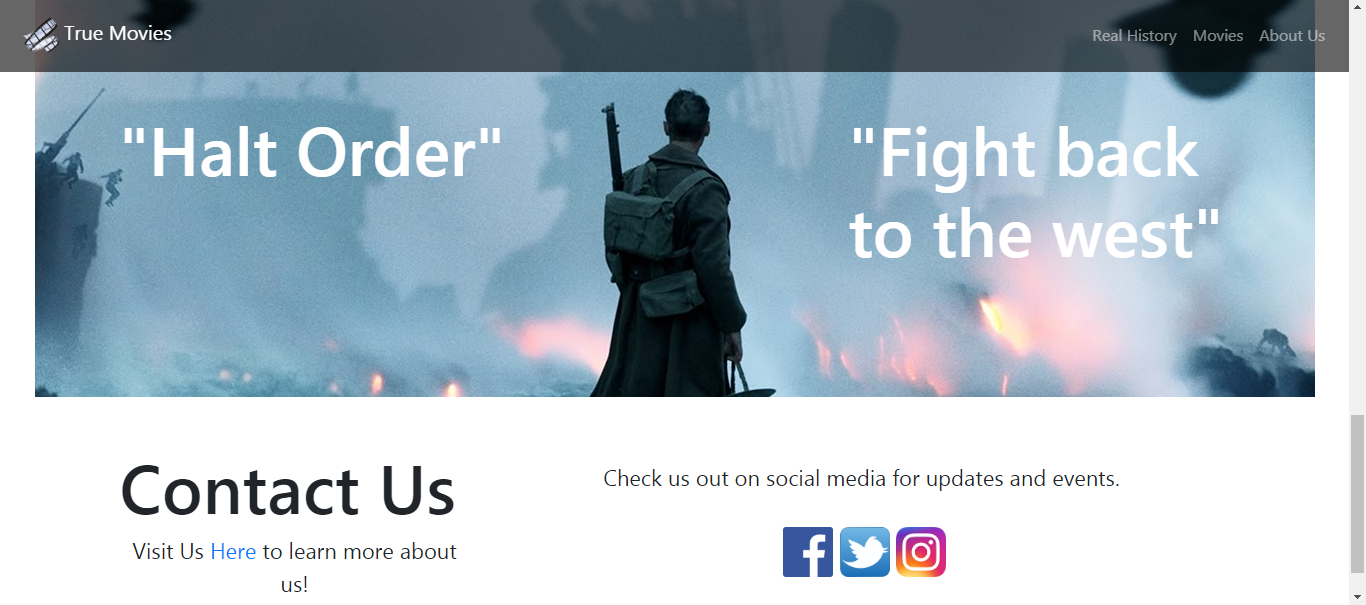 True Movies
Real History Movies About Us
"Halt Order"
"Fight back
to the west"
Contact Us
Visit Us Here to learn more about
us!
Check us out on social media for updates and events.